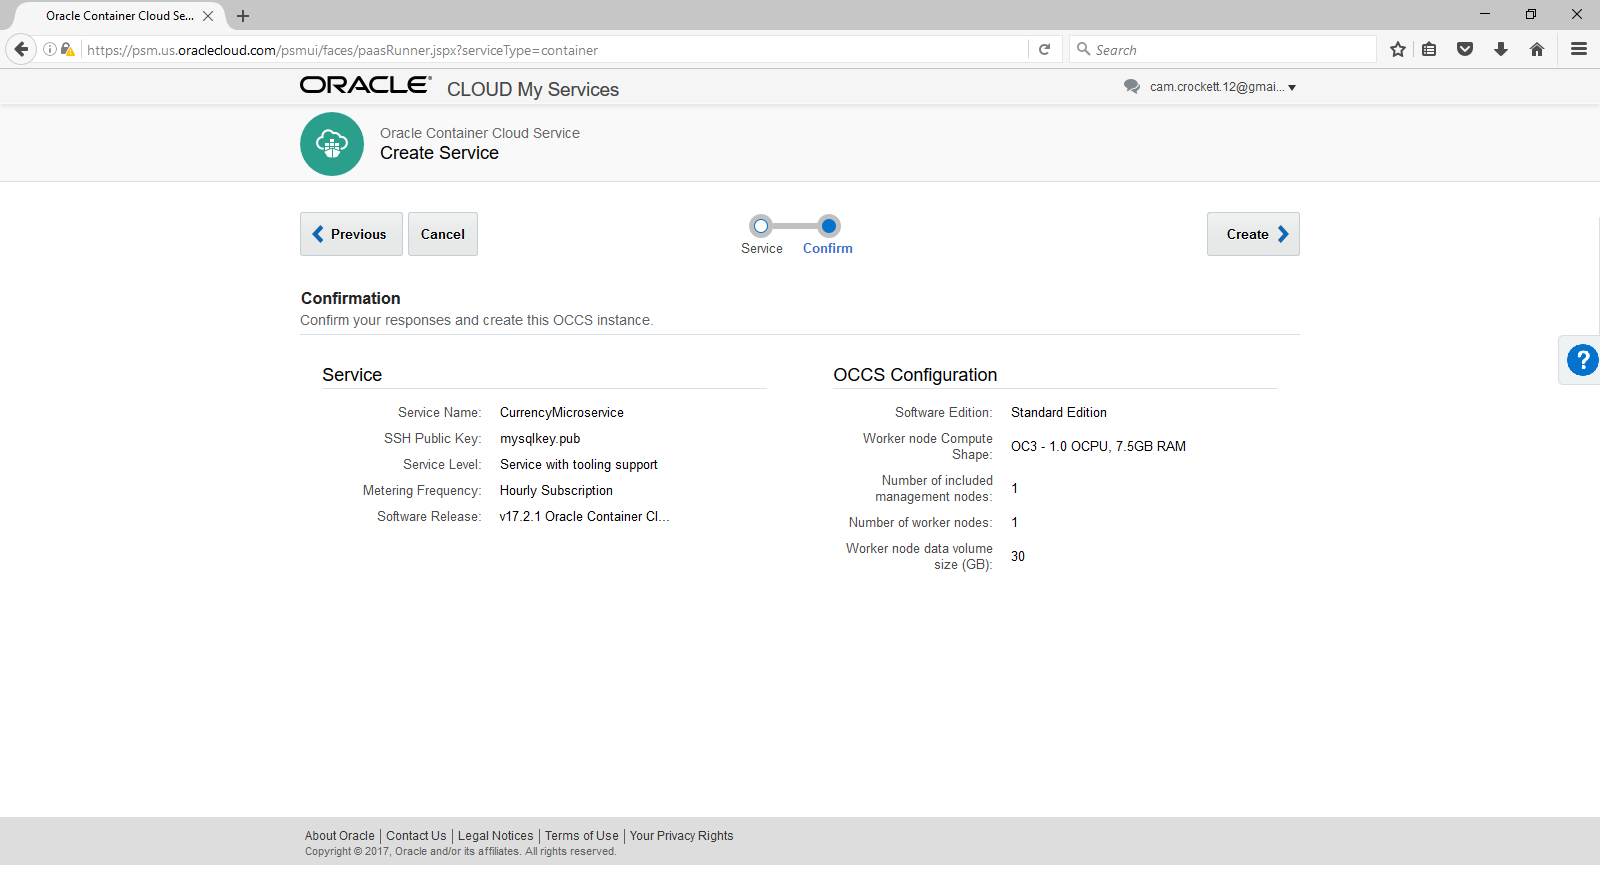 Oracle Container Cloud Se...
https://psm.us.oraclecloud.com/psmui/faces/paasRunner.jspx?serviceType=container
Search
ORACLE CLOUD My Services
cam.crockett.12@gmai...
Oracle Container Cloud Service
Create Service
Previous
Cancel
Service
Confirm
Create
Confirmation
Confirm your responses and create this OCCS instance.
Service
Service Name: CurrencyMicroservice
SSH Public Key: mysqlkey.pub
Service Level: Service with tooling support
Metering Frequency: Hourly Subscription
Software Release: v17.2.1 Oracle Container Cl...
OCCS Configuration
Software Edition: Standard Edition
Worker node Compute
Shape: OC3 - 1.0 OCPU, 7.5GB RAM
Number of included
management nodes: 1
Number of worker nodes: 1
Worker node data volume
size (GB): 30
?
About Oracle | Contact Us | Legal Notices | Terms of Use | Your Privacy Rights
Copyright © 2017, Oracle and/or its affiliates. All rights reserved.